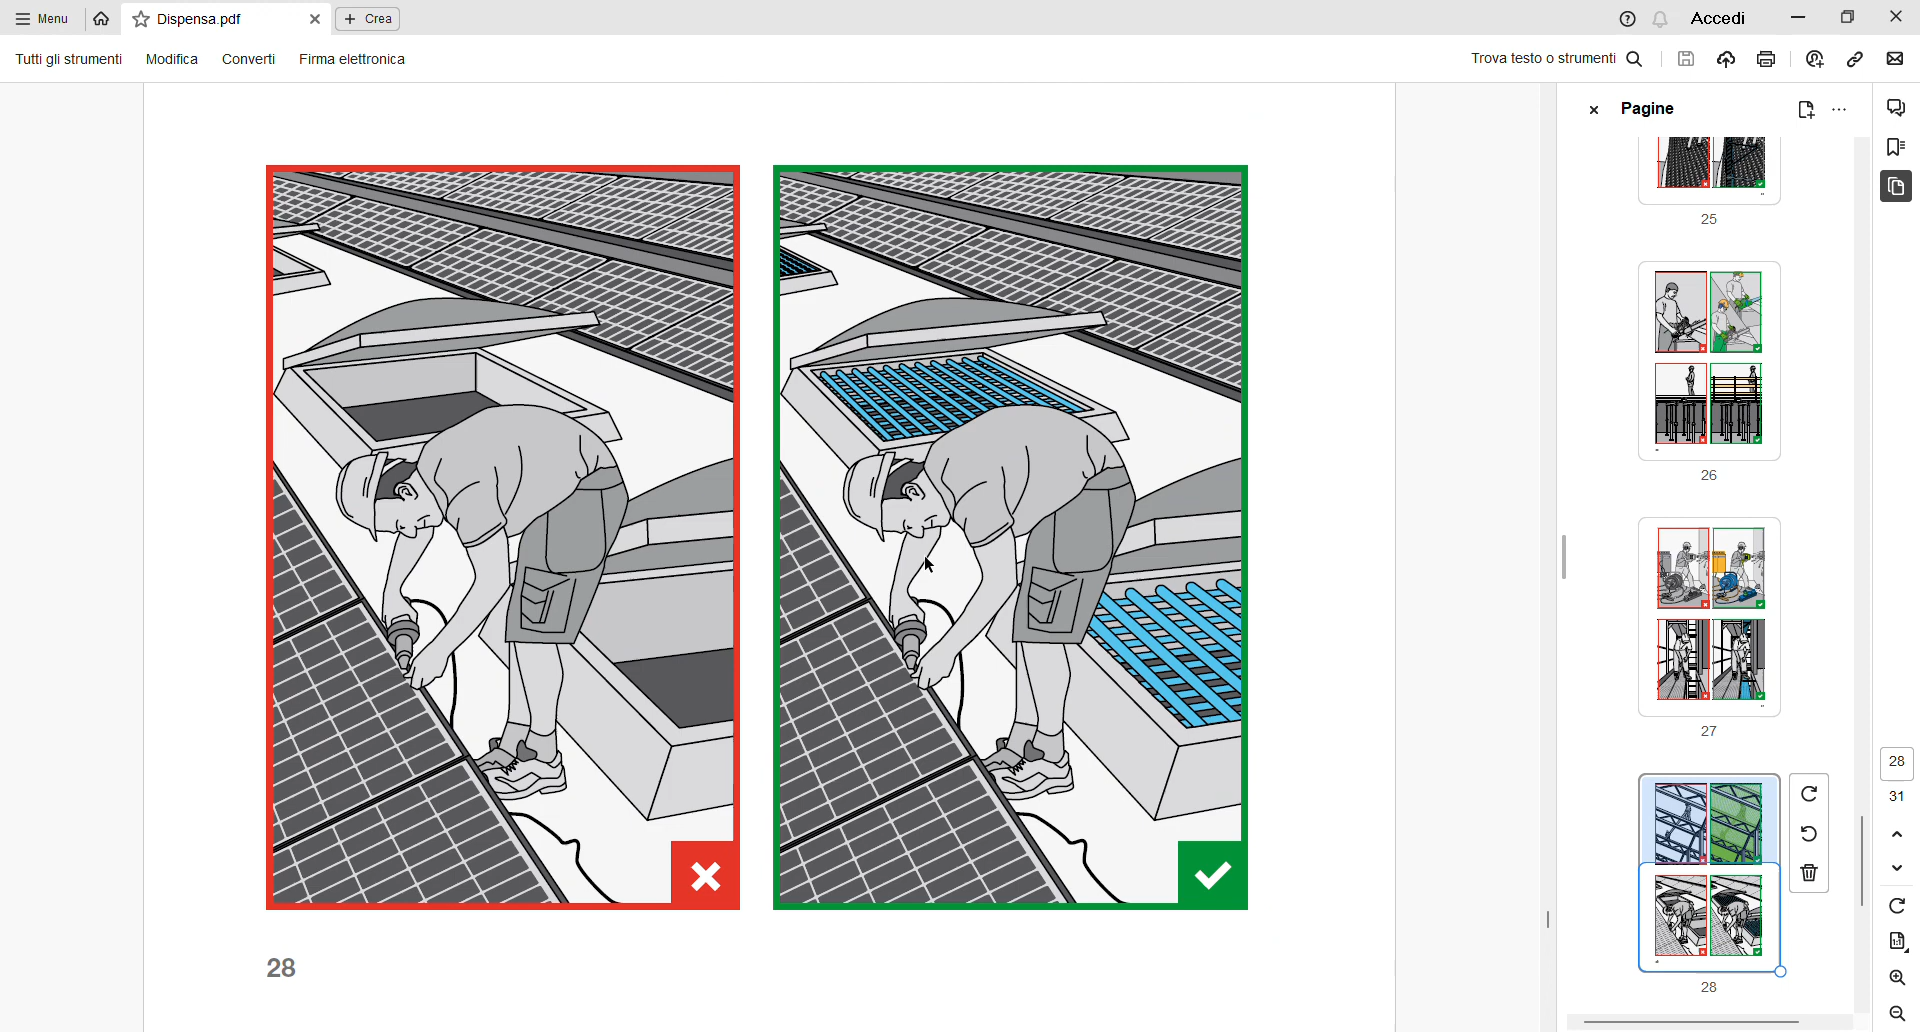 Menu
Dispensa.pdf
Crea
Accedi
Tutti gli strumenti
Modifica
Converti
Firma elettronica
Trova testo o strumenti
Pagine
25
26
27
28
31
28
28